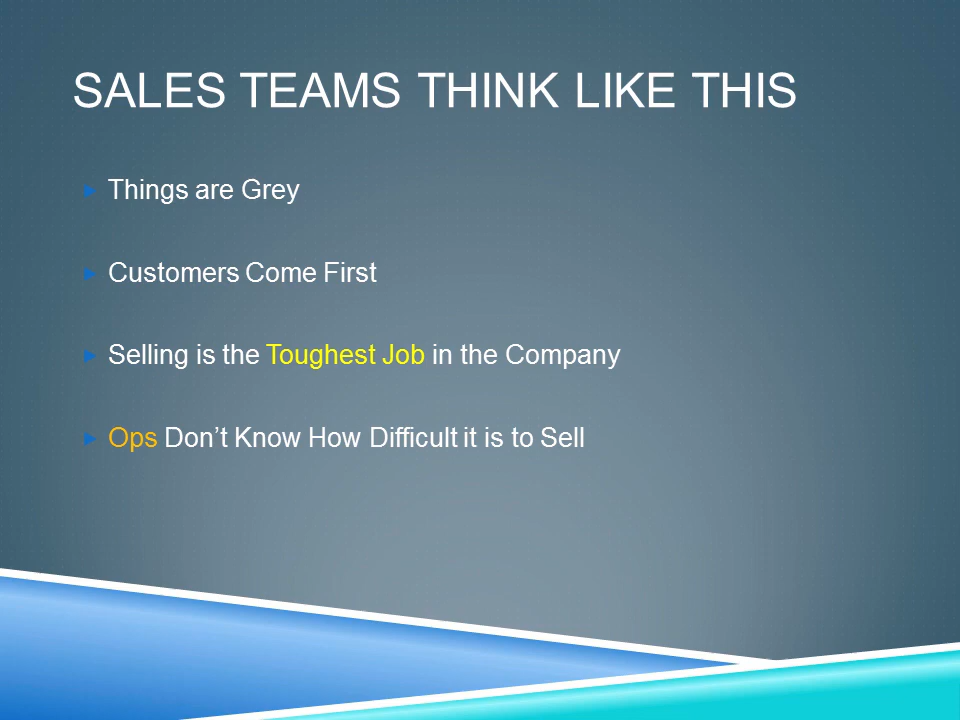 SALES TEAMS THINK LIKE THIS
Things are Grey
Customers Come First
Selling is the Toughest Job in the Company
Ops Don’t Know How Difficult it is to Sell